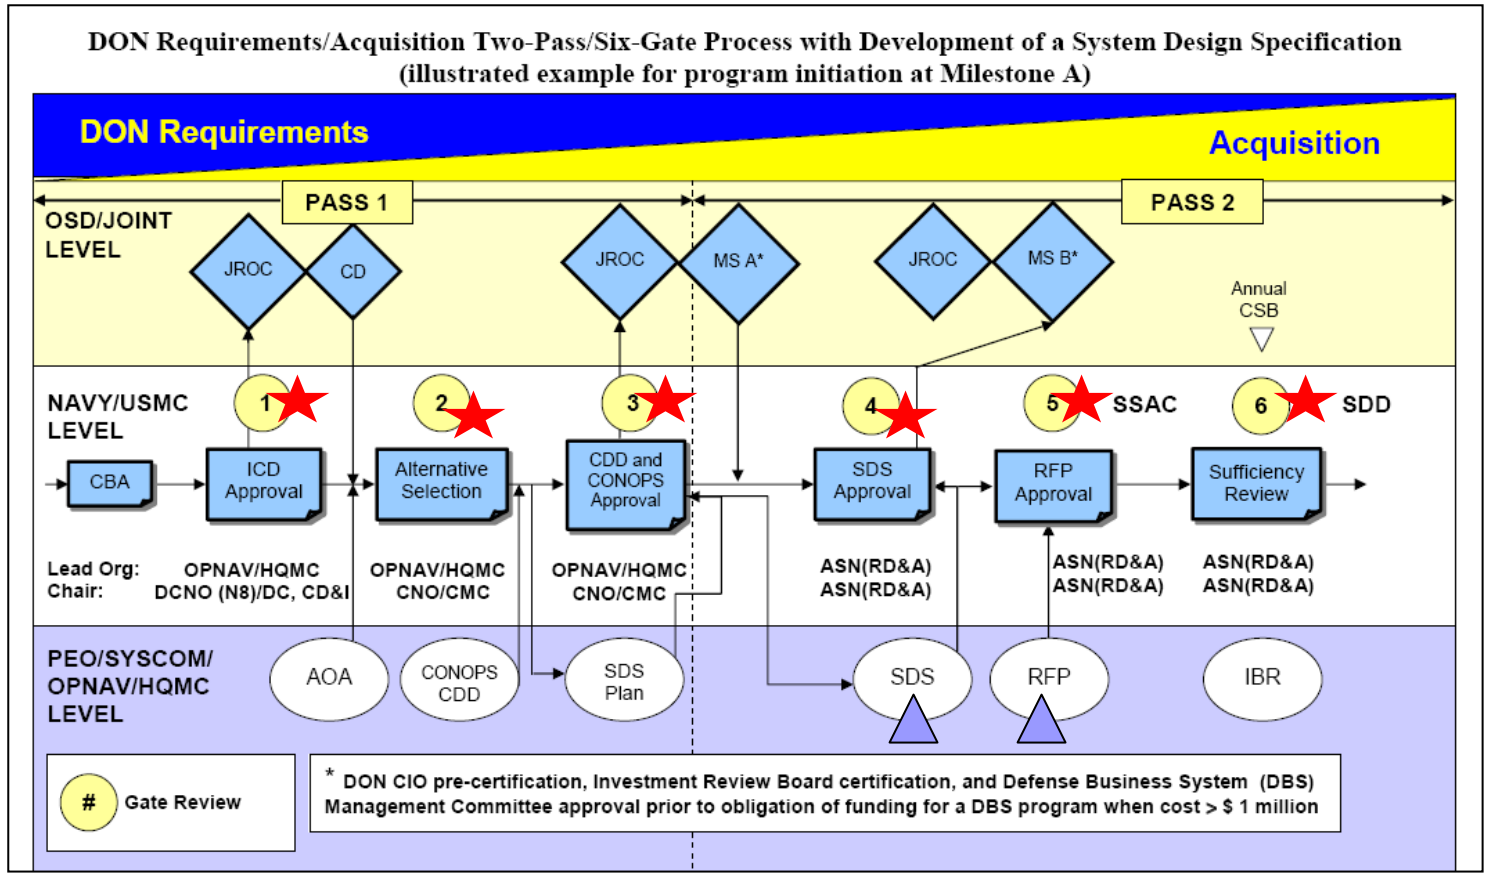 DON Requirements/Acquisition Two-Pass/Six-Gate Process with Development of a System Design Specification
(illustrated example for program initiation at Milestone A)
DON Requirements
Acquisition
PASS 1
PASS 2
OSD/JOINT
LEVEL
JROC
CD
JROC
MS A*
JROC
MS B*
Annual
CSB
NAVY/USMC
LEVEL
1
2
3
4
5
SSAC
6
SDD
CBA
ICD
Approval
Alternative
Selection
CDD and
CONOPS
Approval
SDS
Approval
RFP
Approval
Sufficiency
Review
Lead Org:
Chair:
OPNAV/HQMC
DCNO (N8)/DC, CD&I
OPNAV/HQMC
CNO/CMC
OPNAV/HQMC
CNO/CMC
ASN(RD&A)
ASN(RD&A)
ASN(RD&A)
ASN(RD&A)
ASN(RD&A)
ASN(RD&A)
PEO/SYSCOM/
OPNAV/HQMC
LEVEL
AOA
CONOPS
CDD
SDS
Plan
SDS
RFP
IBR
#
Gate Review
* DON CIO pre-certification, Investment Review Board certification, and Defense Business System (DBS)
Management Committee approval prior to obligation of funding for a DBS program when cost > $ 1 million